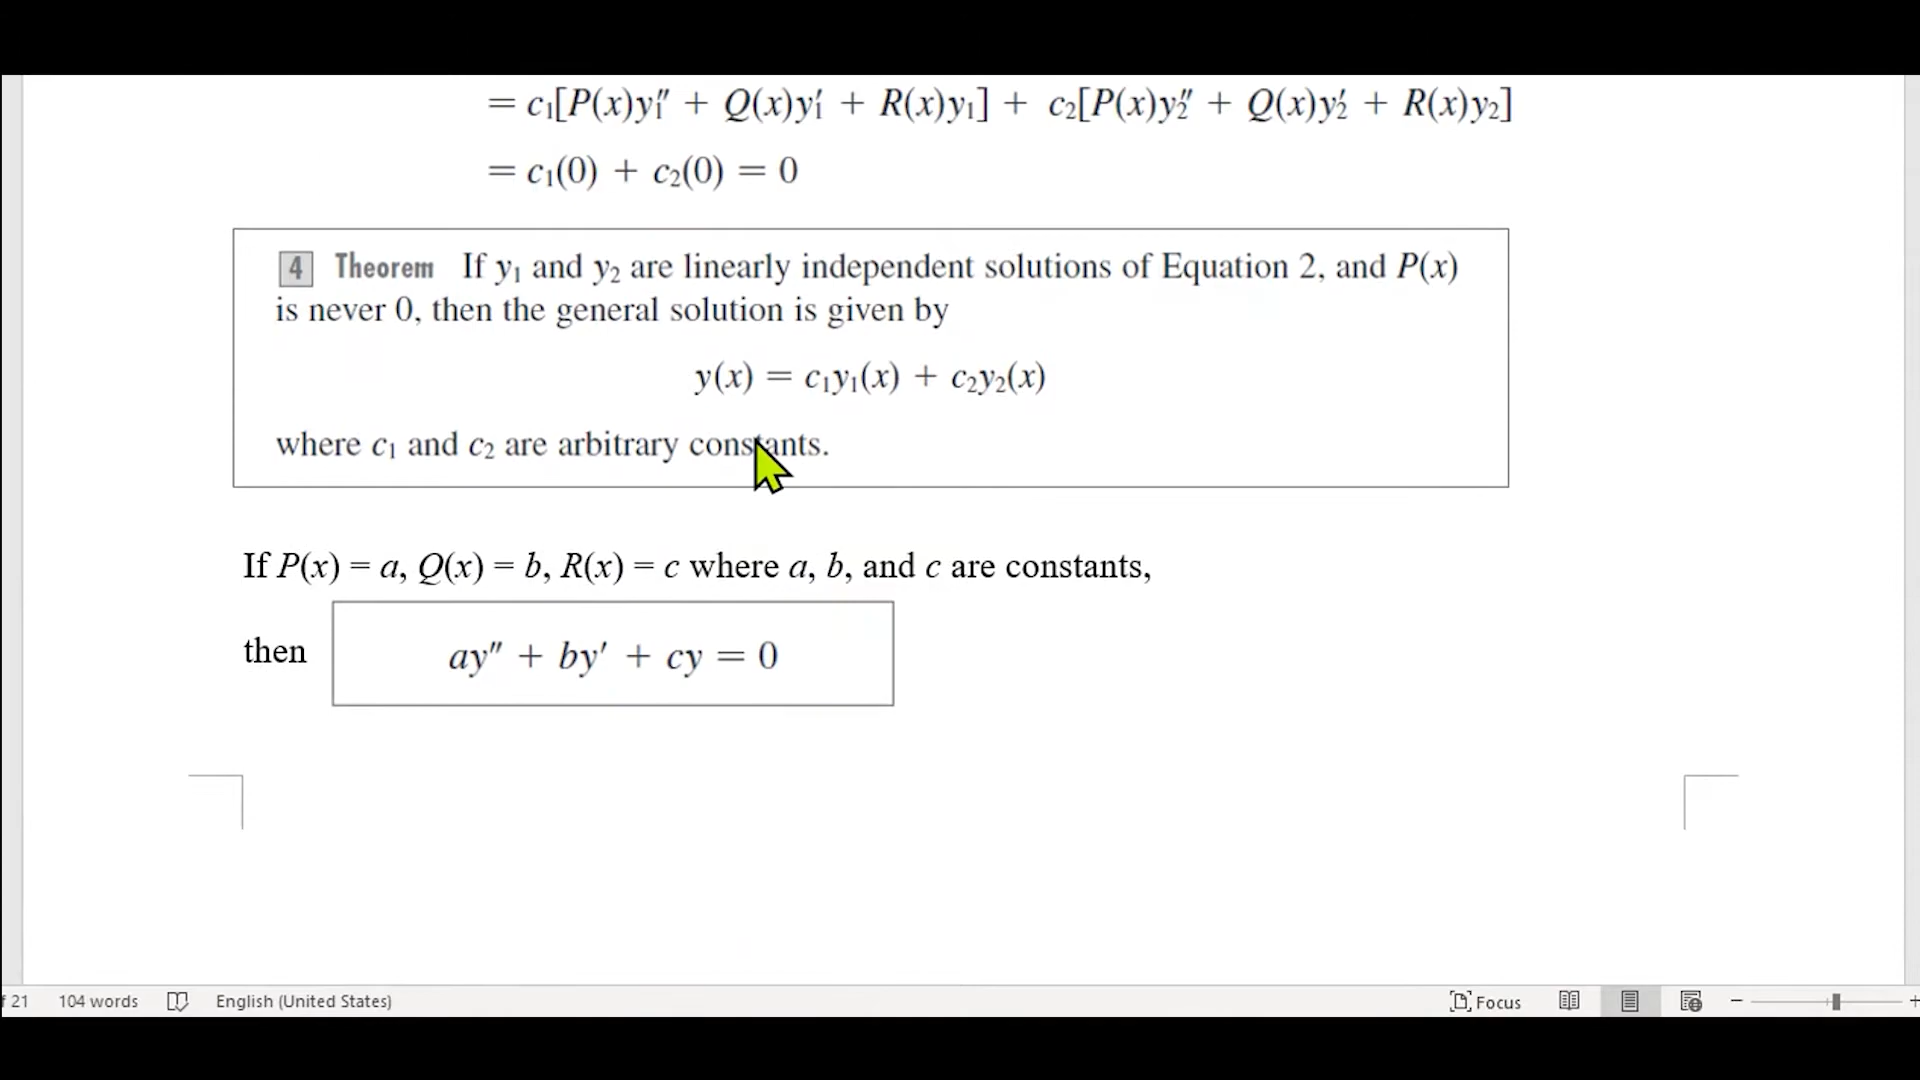 = c₁[P(x)y₁″ + Q(x)y₁′ + R(x)y₁] + c₂[P(x)y₂″ + Q(x)y₂′ + R(x)y₂]
= c₁(0) + c₂(0) = 0
4 Theorem If y₁ and y₂ are linearly independent solutions of Equation 2, and P(x)
is never 0, then the general solution is given by
y(x) = c₁y₁(x) + c₂y₂(x)
where c₁ and c₂ are arbitrary constants.
If P(x) = a, Q(x) = b, R(x) = c where a, b, and c are constants,
then ay″ + by′ + cy = 0
f 21 104 words English (United States) Focus − +